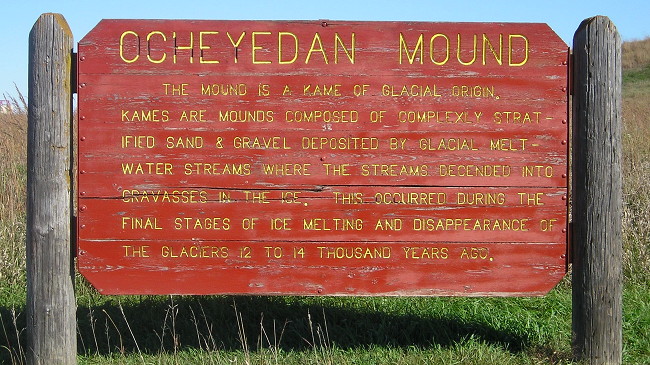 OCHEYEDAN MOUND
THE MOUND IS A KAME OF GLACIAL ORIGIN.
KAMES ARE MOUNDS COMPOSED OF COMPLEXLY STRAT-
IFIED SAND & GRAVEL DEPOSITED BY GLACIAL MELT-
WATER STREAMS WHERE THE STREAMS DECENDED INTO
CRAVASSES IN THE ICE. THIS OCCURRED DURING THE
FINAL STAGES OF ICE MELTING AND DISAPPEARANCE OF
THE GLACIERS 12 TO 14 THOUSAND YEARS AGO.